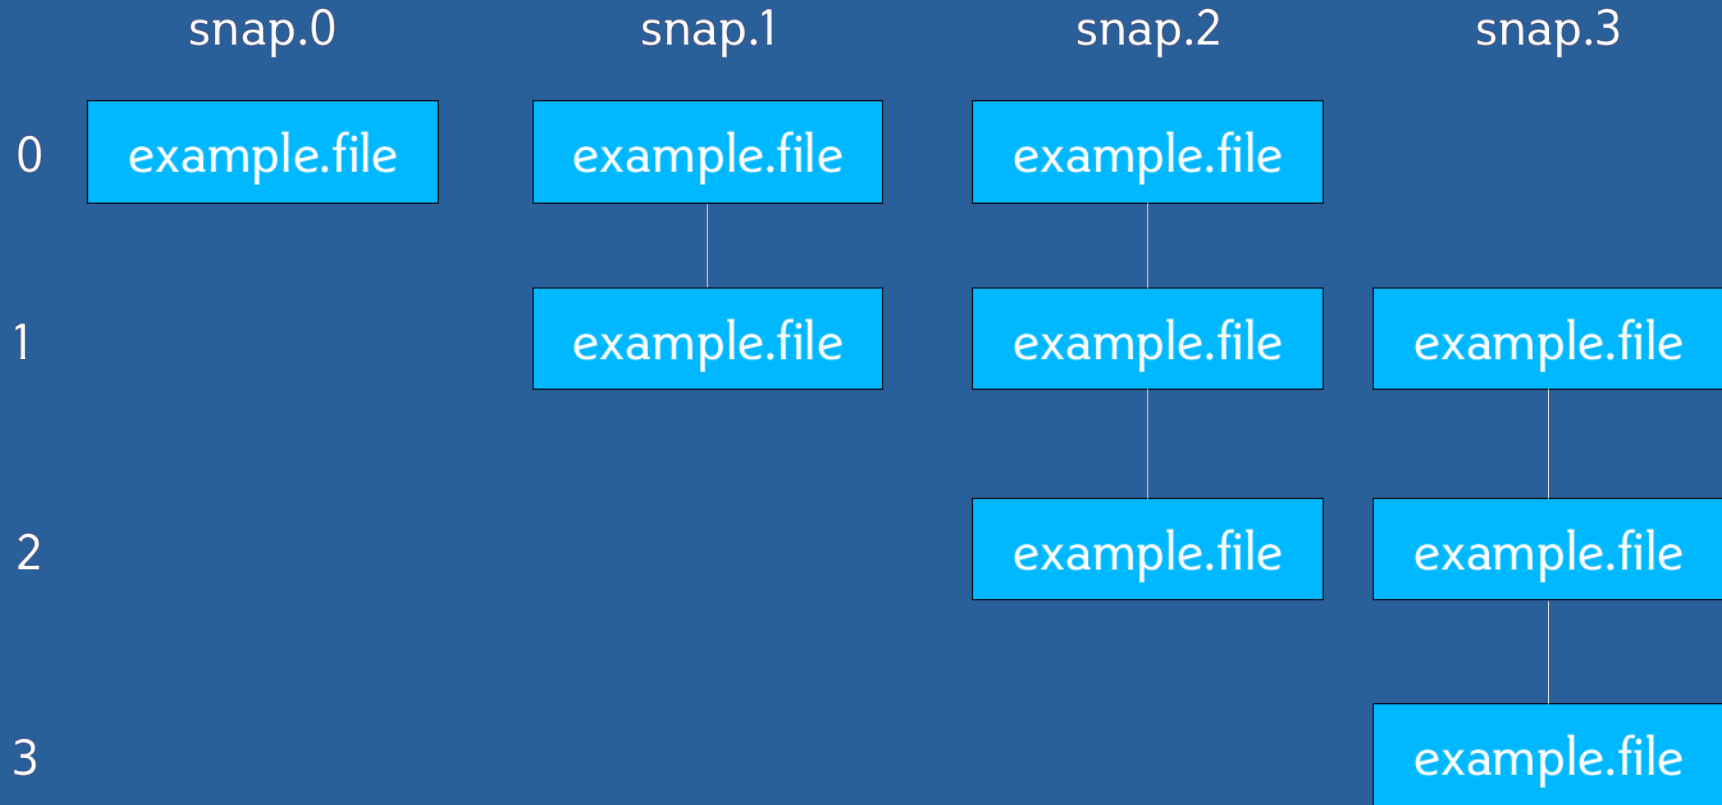 snap.0 snap.1 snap.2 snap.3
0 example.file example.file example.file
1 example.file example.file example.file
2 example.file example.file
3 example.file